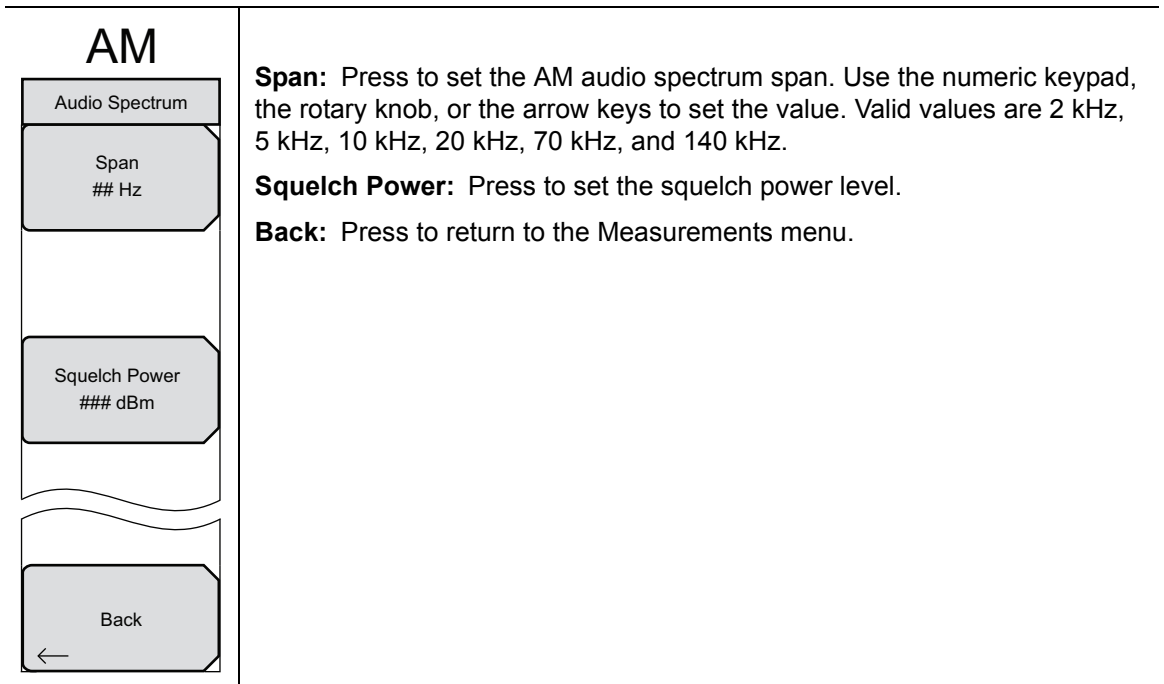 AM
Audio Spectrum
Span
## Hz
Squelch Power
### dBm
Back
Span: Press to set the AM audio spectrum span. Use the numeric keypad,
the rotary knob, or the arrow keys to set the value. Valid values are 2 kHz,
5 kHz, 10 kHz, 20 kHz, 70 kHz, and 140 kHz.
Squelch Power: Press to set the squelch power level.
Back: Press to return to the Measurements menu.